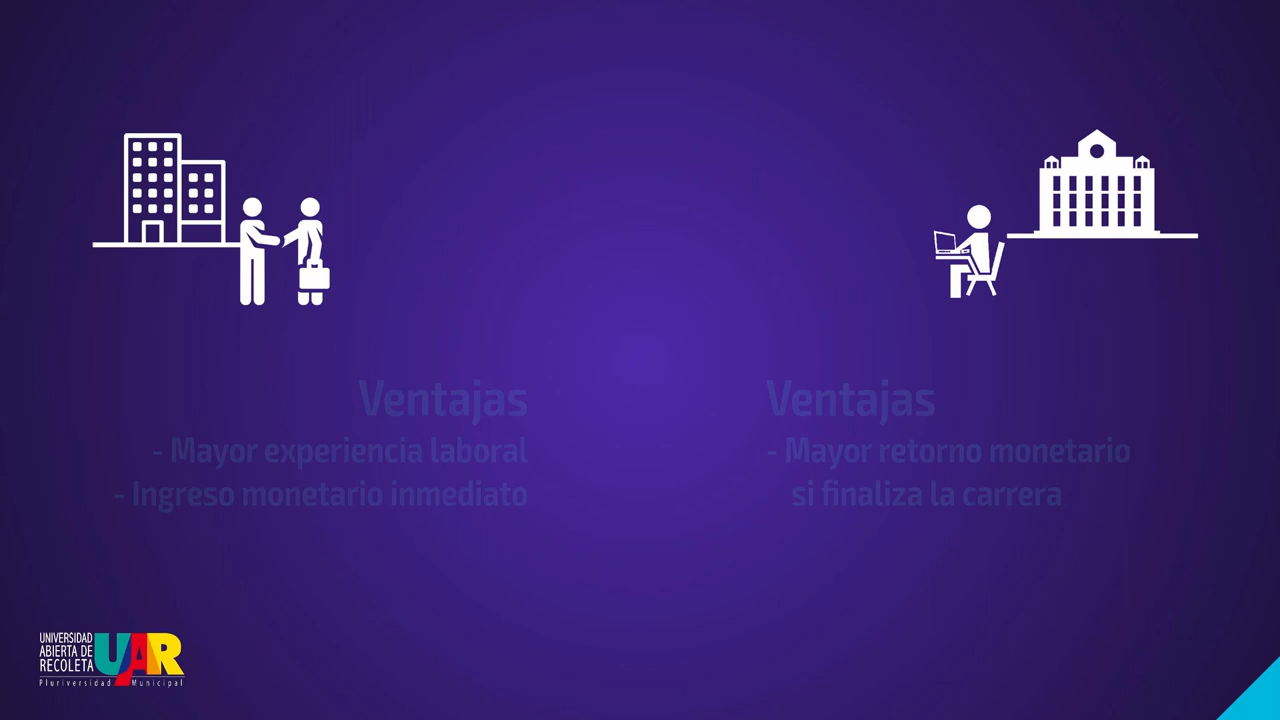 Ventajas
- Mayor experiencia laboral
- Ingreso monetario inmediato
Ventajas
- Mayor retorno monetario
si finaliza la carrera
UNIVERSIDAD
ABIERTA DE
RECOLETA
UAR
Pluriversidad Municipal